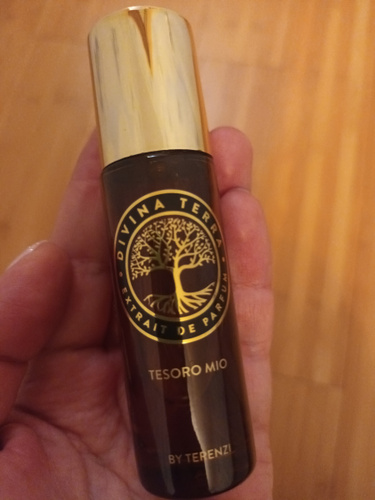 DIVINA TERRA
EXTRAIT DE PARFUM
TESORO MIO
BY TERENZI